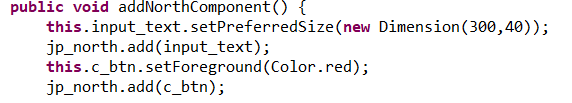 public void addNorthComponent() {
    this.input_text.setPreferredSize(new Dimension(300,40));
    jp_north.add(input_text);
    this.c_btn.setForeground(Color.red);
    jp_north.add(c_btn);